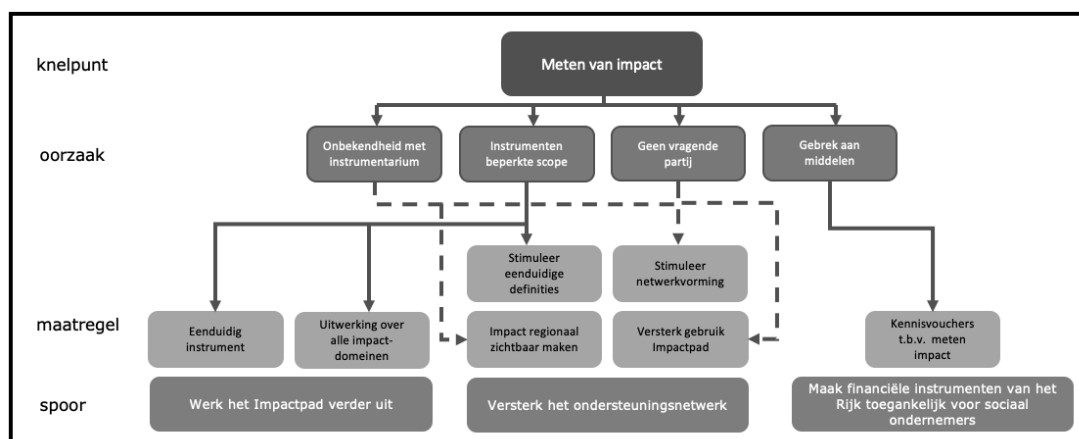 knelpunt
Meten van impact
oorzaak
Onbekendheid met
instrumentarium
Instrumenten
beperkte scope
Geen vragende
partij
Gebrek aan
middelen
maatregel
Stimuleer
eenduidige
definities
Stimuleer
netwerkvorming
Eenduidig
instrument
Uitwerking over
alle impact-
domeinen
Impact regionaal
zichtbaar maken
Versterk gebruik
Impactpad
Kennisvouchers
t.b.v. meten
impact
spoor
Werk het Impactpad verder uit
Versterk het ondersteuningsnetwerk
Maak financiële instrumenten van het
Rijk toegankelijk voor sociaal
ondernemers